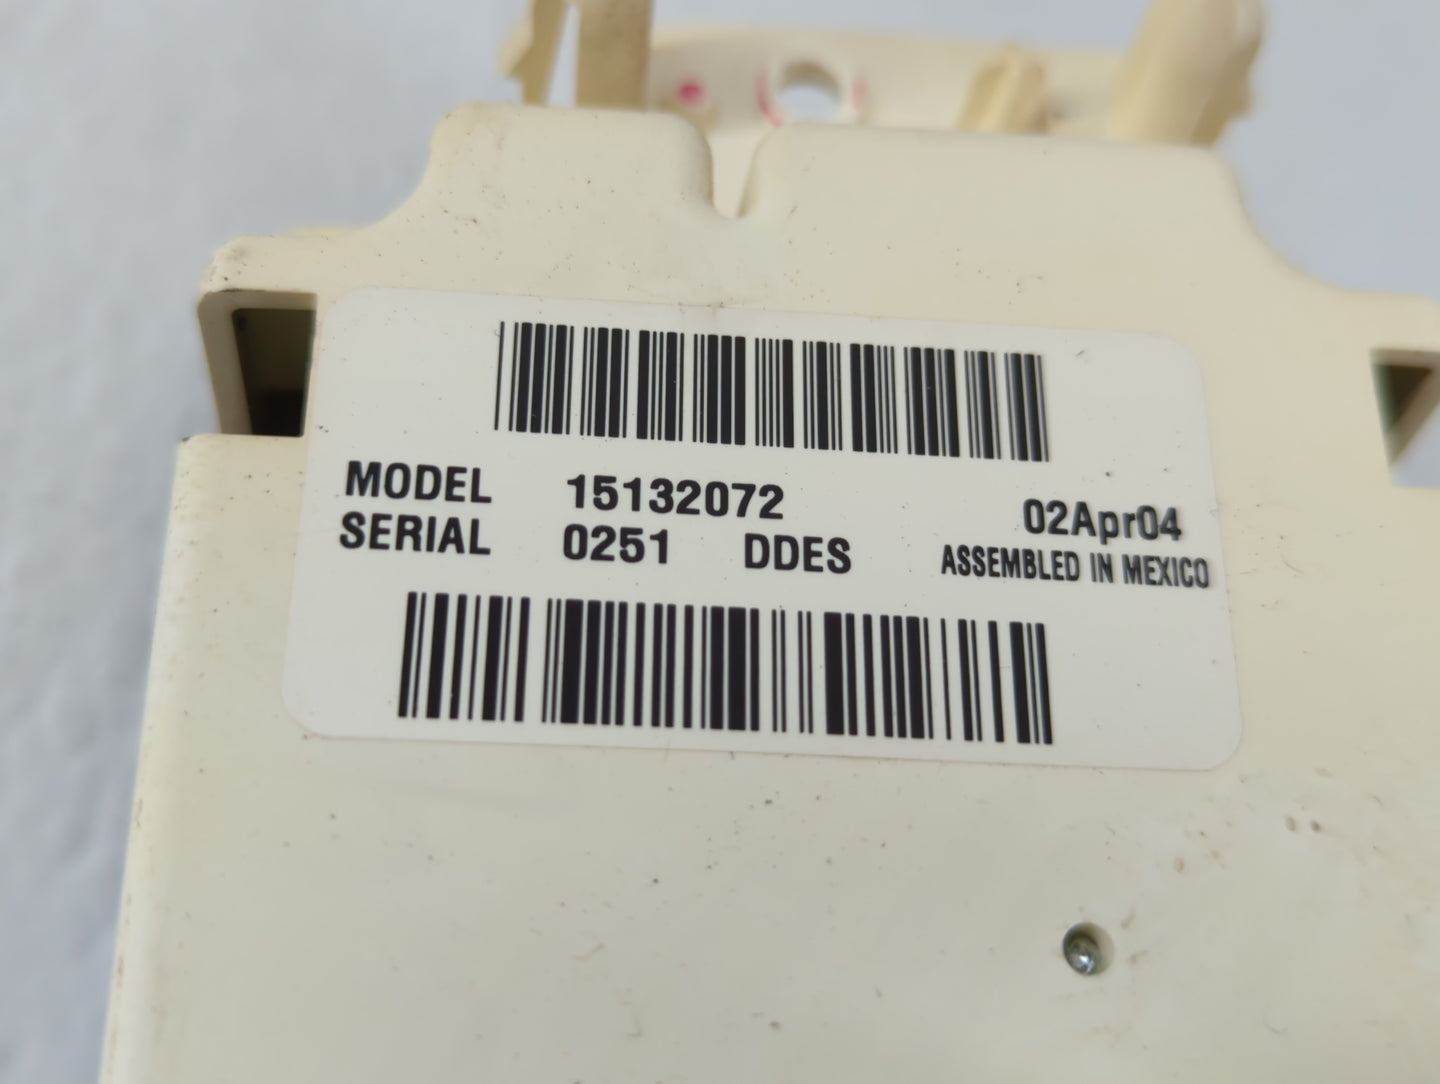 MODEL 15132072 02Apr04
SERIAL 0251 DDES ASSEMBLED IN MEXICO